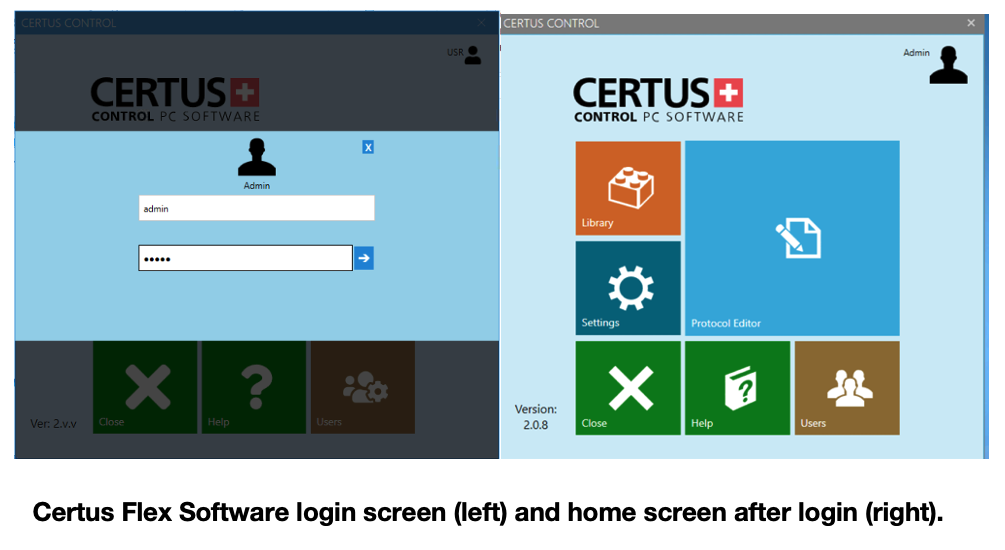 CERTUS CONTROL
USR
CERTUS
CONTROL PC SOFTWARE
x
Admin
admin
•••••
Ver: 2.v.v
Close
Help
Users
CERTUS CONTROL
Admin
CERTUS
CONTROL PC SOFTWARE
Library
Settings
Protocol Editor
Version:
2.0.8
Close
Help
Users
Certus Flex Software login screen (left) and home screen after login (right).